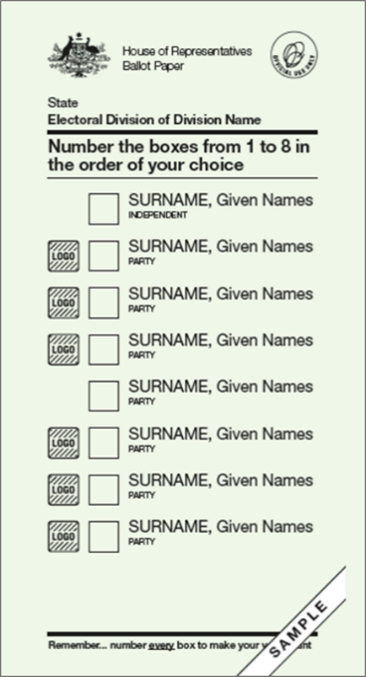 House of Representatives
Ballot Paper
OFFICIAL USE ONLY
State
Electoral Division of Division Name
Number the boxes from 1 to 8 in
the order of your choice
SURNAME, Given Names
INDEPENDENT
LOGO
SURNAME, Given Names
PARTY
LOGO
SURNAME, Given Names
PARTY
LOGO
SURNAME, Given Names
PARTY
SURNAME, Given Names
PARTY
LOGO
SURNAME, Given Names
PARTY
LOGO
SURNAME, Given Names
PARTY
LOGO
SURNAME, Given Names
PARTY
Remember... number every box to make your
SAMPLE